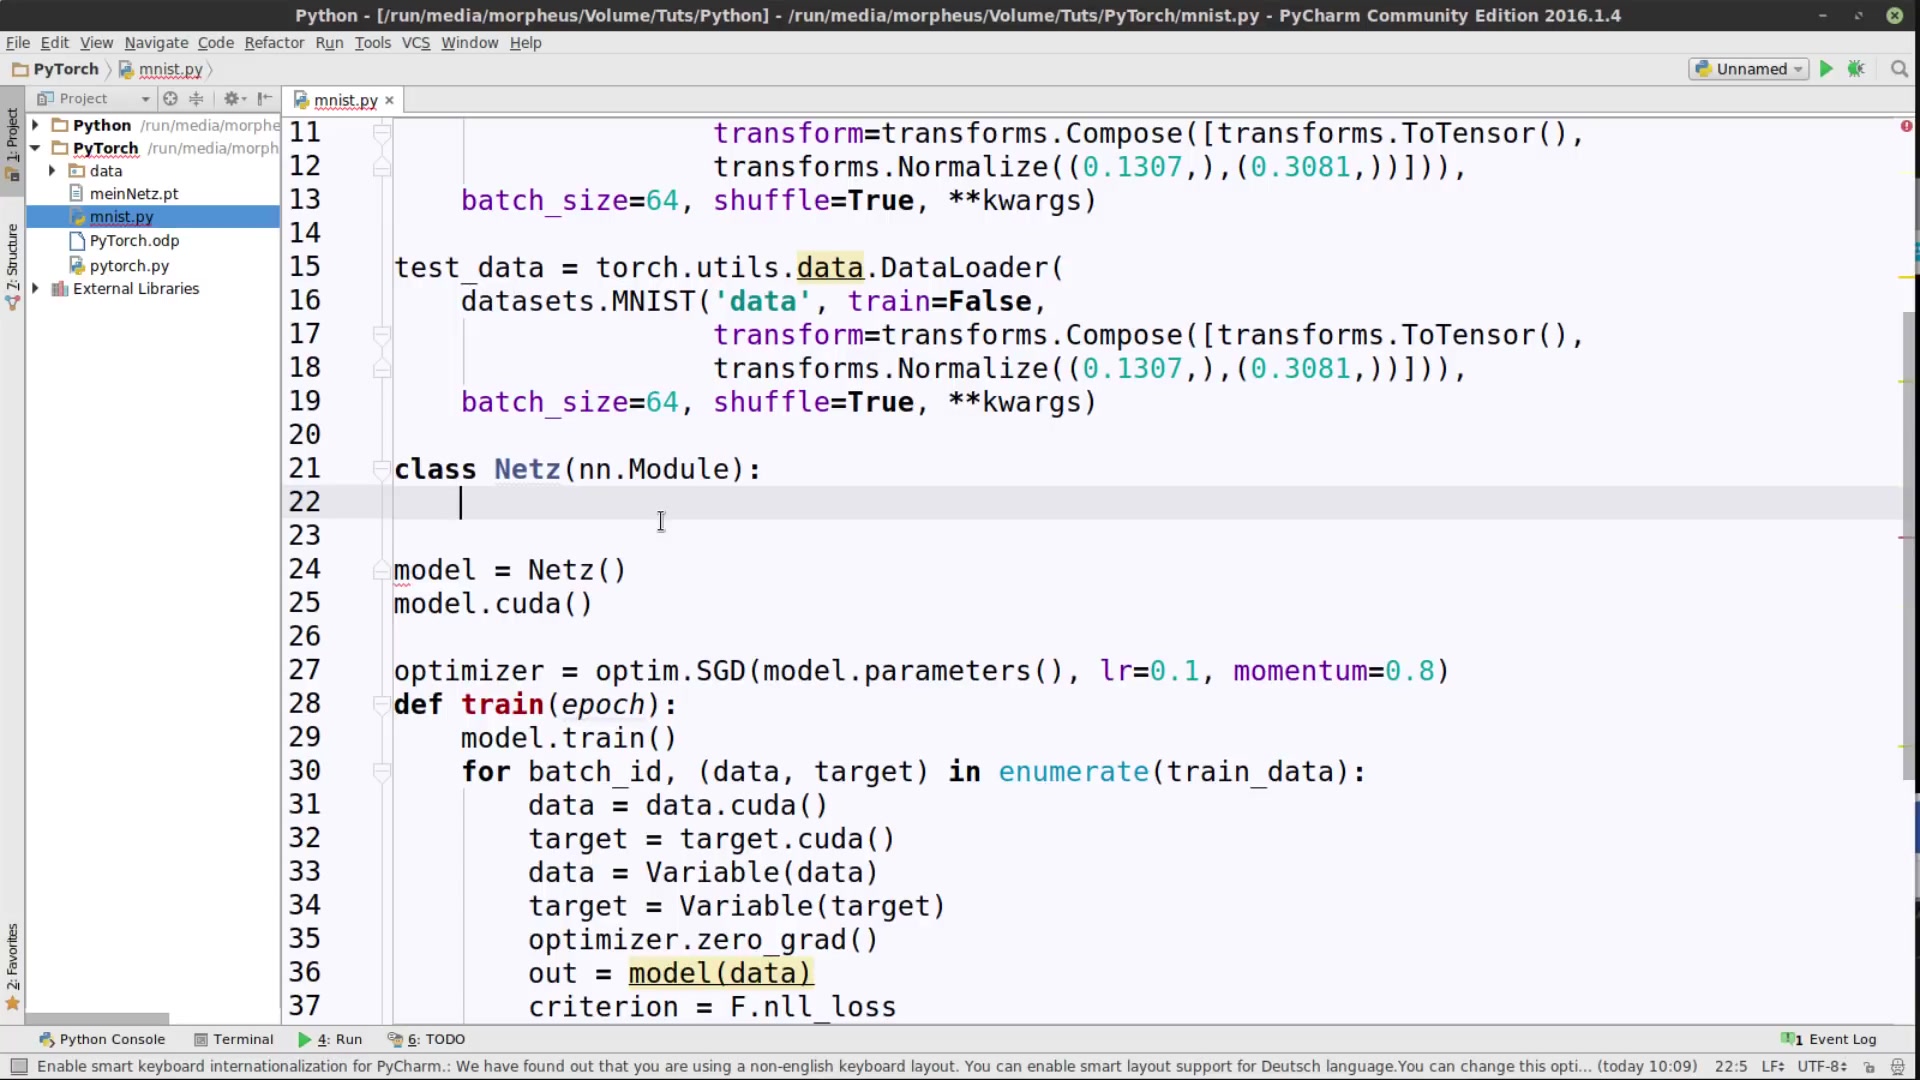 Python - [/run/media/morpheus/Volume/Tuts/Python] - /run/media/morpheus/Volume/Tuts/PyTorch/mnist.py - PyCharm Community Edition 2016.1.4
File Edit View Navigate Code Refactor Run Tools VCS Window Help
PyTorch mnist.py Unnamed
Project mnist.py
1: Project
7: Structure
2: Favorites
Python /run/media/morphe
PyTorch /run/media/morph
data
meinNetz.pt
mnist.py
PyTorch.odp
pytorch.py
External Libraries
11 transform=transforms.Compose([transforms.ToTensor(),
12 transforms.Normalize((0.1307,),(0.3081,))])),
13 batch_size=64, shuffle=True, **kwargs)
14
15 test_data = torch.utils.data.DataLoader(
16 datasets.MNIST('data', train=False,
17 transform=transforms.Compose([transforms.ToTensor(),
18 transforms.Normalize((0.1307,),(0.3081,))])),
19 batch_size=64, shuffle=True, **kwargs)
20
21 class Netz(nn.Module):
22
23
24 model = Netz()
25 model.cuda()
26
27 optimizer = optim.SGD(model.parameters(), lr=0.1, momentum=0.8)
28 def train(epoch):
29 model.train()
30 for batch_id, (data, target) in enumerate(train_data):
31 data = data.cuda()
32 target = target.cuda()
33 data = Variable(data)
34 target = Variable(target)
35 optimizer.zero_grad()
36 out = model(data)
37 criterion = F.nll_loss
Python Console Terminal 4: Run 6: TODO 1 Event Log
Enable smart keyboard internationalization for PyCharm.: We have found out that you are using a non-english keyboard layout. You can enable smart layout support for Deutsch language.You can change this opti... (today 10:09) 22:5 LF÷ UTF-8÷